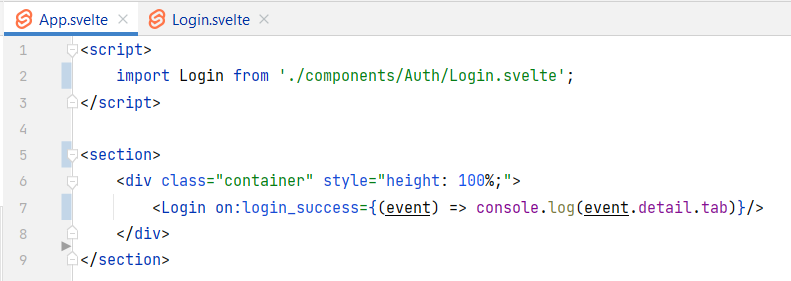 App.svelte Login.svelte
1 <script>
2 import Login from './components/Auth/Login.svelte';
3 </script>
4
5 <section>
6 <div class="container" style="height: 100%;">
7 <Login on:login_success={(event) => console.log(event.detail.tab)}/>
8 </div>
9 </section>